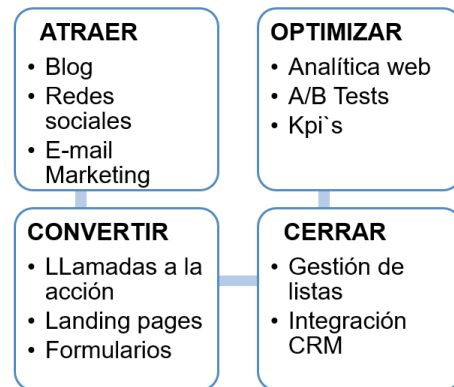 ATRAER
• Blog
• Redes
sociales
• E-mail
Marketing
CONVERTIR
• LLamadas a la
acción
• Landing pages
• Formularios
CERRAR
• Gestión de
listas
• Integración
CRM
OPTIMIZAR
• Analítica web
• A/B Tests
• Kpi`s